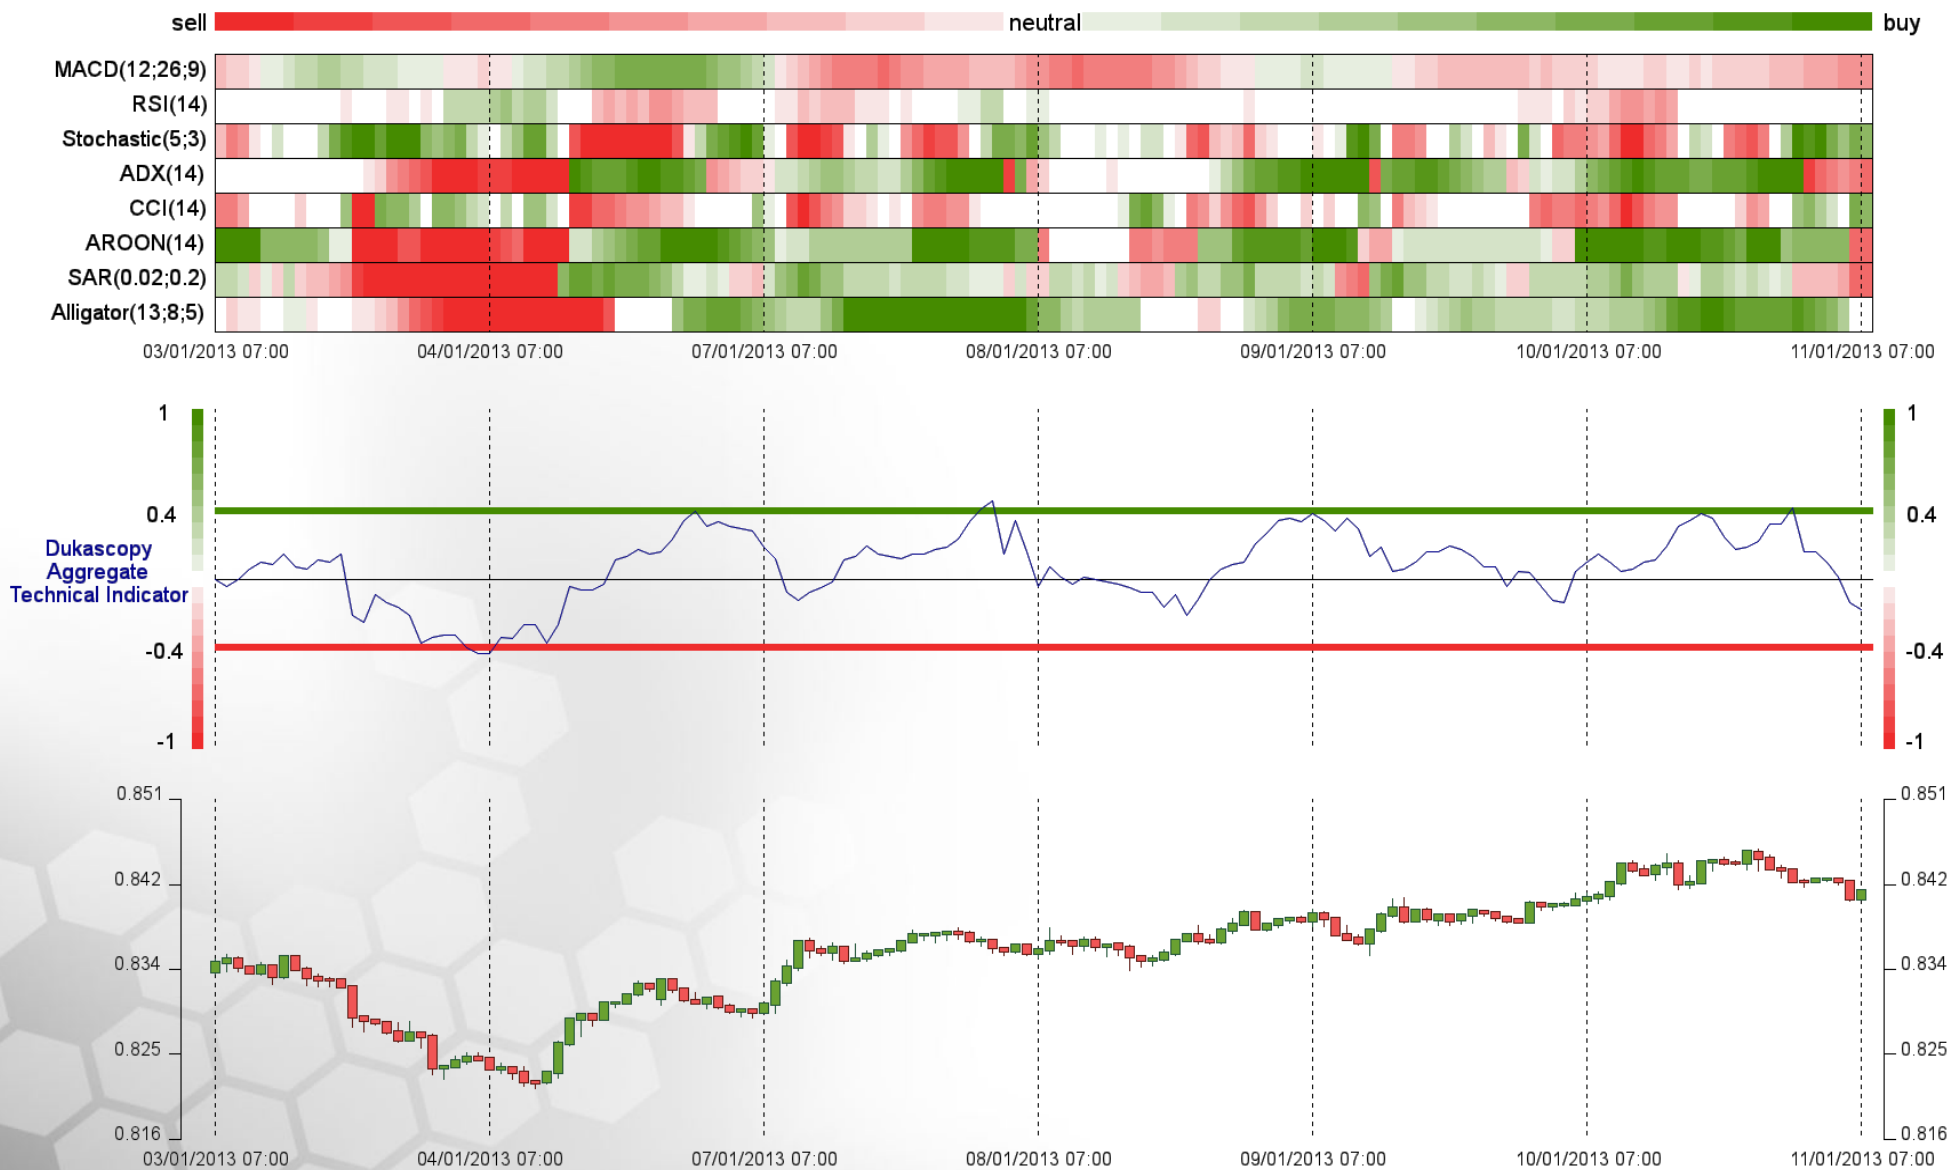 sell neutral buy
MACD(12;26;9)
RSI(14)
Stochastic(5;3)
ADX(14)
CCI(14)
AROON(14)
SAR(0.02;0.2)
Alligator(13;8;5)
03/01/2013 07:00 04/01/2013 07:00 07/01/2013 07:00 08/01/2013 07:00 09/01/2013 07:00 10/01/2013 07:00 11/01/2013 07:00
1 1
0.4 0.4
Dukascopy
Aggregate
Technical Indicator
-0.4 -0.4
-1 -1
0.851 0.851
0.842 0.842
0.834 0.834
0.825 0.825
0.816 0.816
03/01/2013 07:00 04/01/2013 07:00 07/01/2013 07:00 08/01/2013 07:00 09/01/2013 07:00 10/01/2013 07:00 11/01/2013 07:00